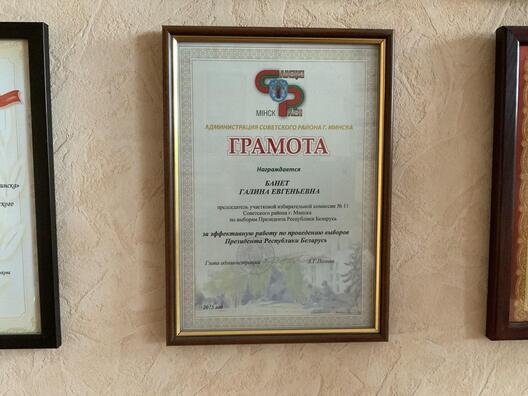 МІНСК
АДМИНИСТРАЦИЯ СОВЕТСКОГО РАЙОНА Г. МИНСКА
ГРАМОТА
Награждается
БАНЕТ
ГАЛИНА ЕВГЕНЬЕВНА
председатель участковой избирательной комиссии № 11
Советского района г. Минска
по выборам Президента Республики Беларусь
за эффективную работу по проведению выборов
Президента Республики Беларусь
Глава администрации